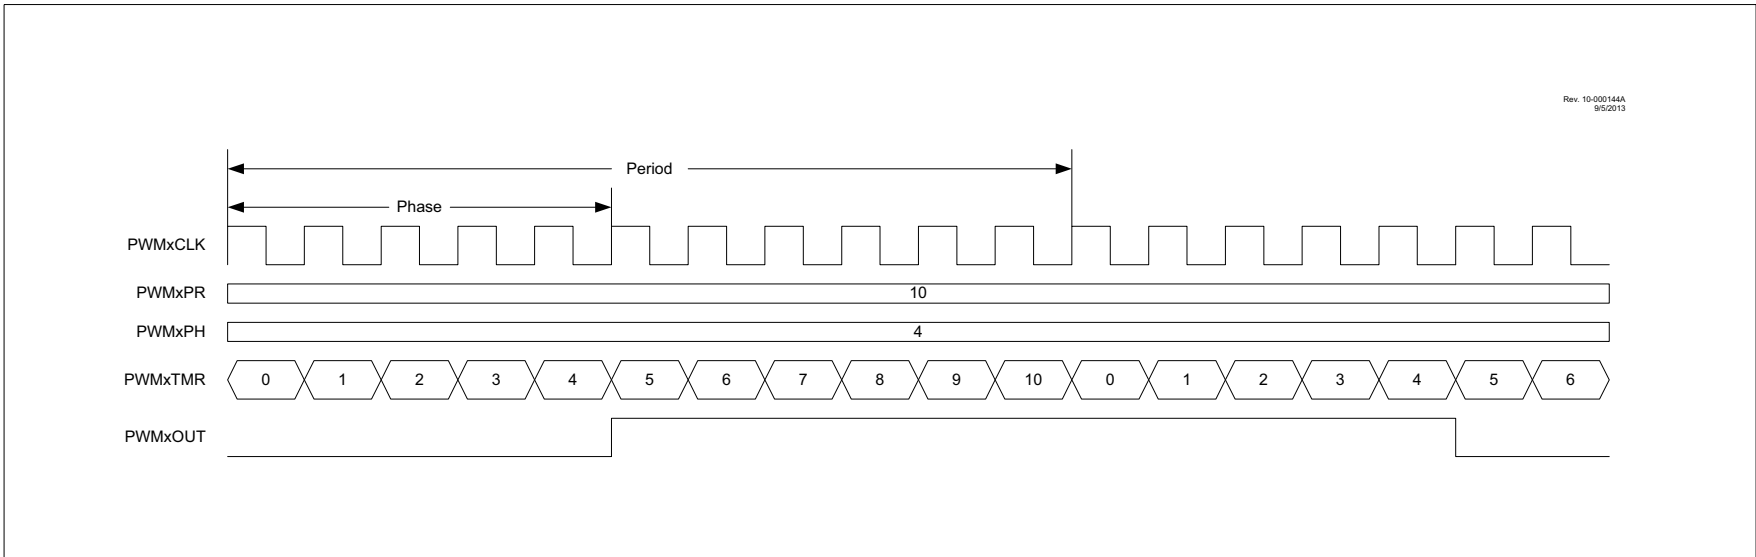 Rev. 10-000144A
9/5/2013
Period
Phase
PWMxCLK
PWMxPR 10
PWMxPH 4
PWMxTMR 0 1 2 3 4 5 6 7 8 9 10 0 1 2 3 4 5 6
PWMxOUT